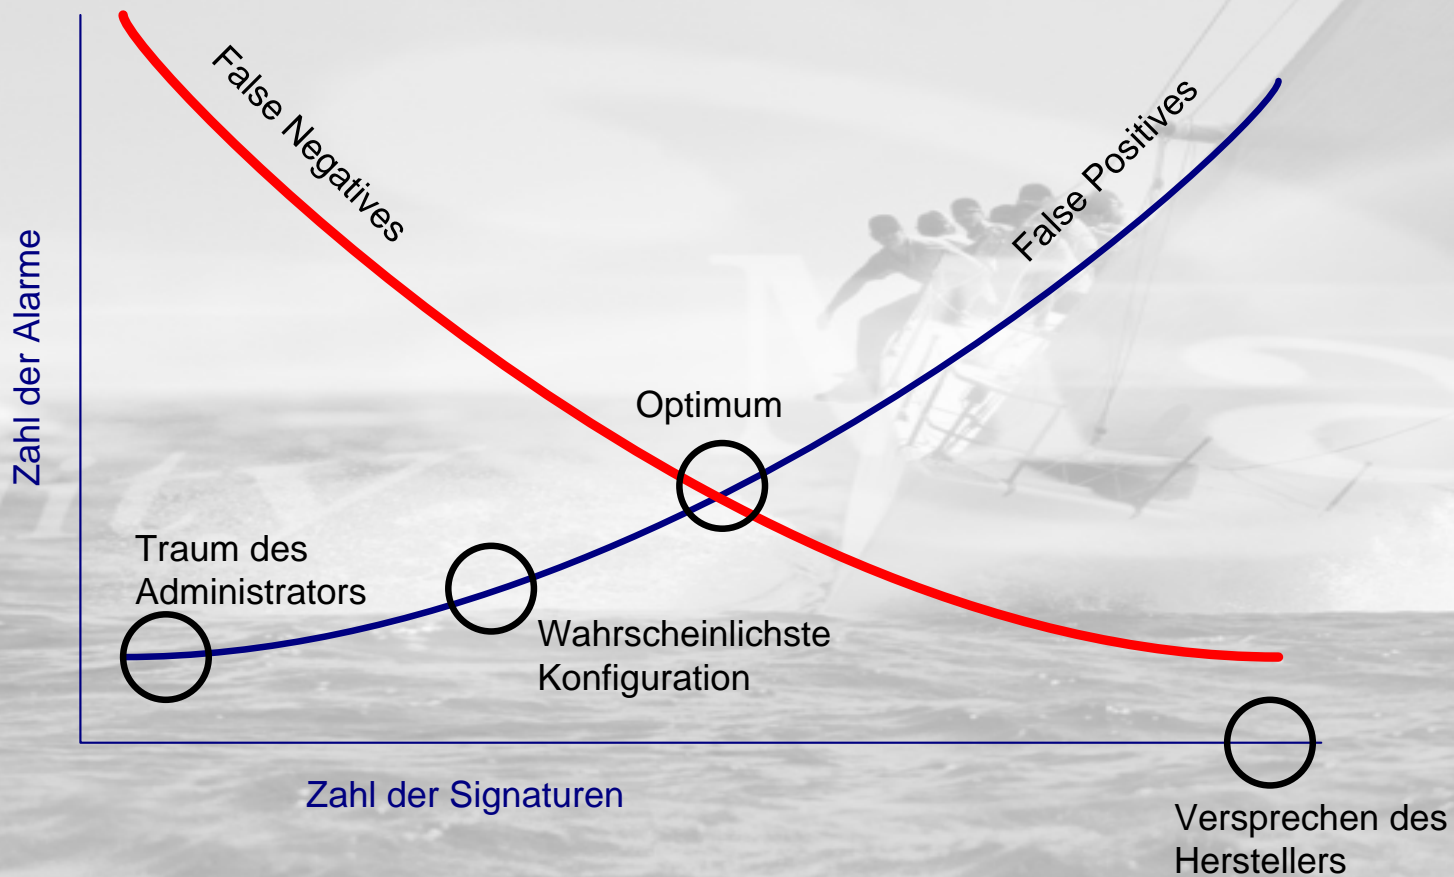 False Negatives
False Positives
Zahl der Alarme
Optimum
Traum des
Administrators
Wahrscheinlichste
Konfiguration
Zahl der Signaturen
Versprechen des
Herstellers